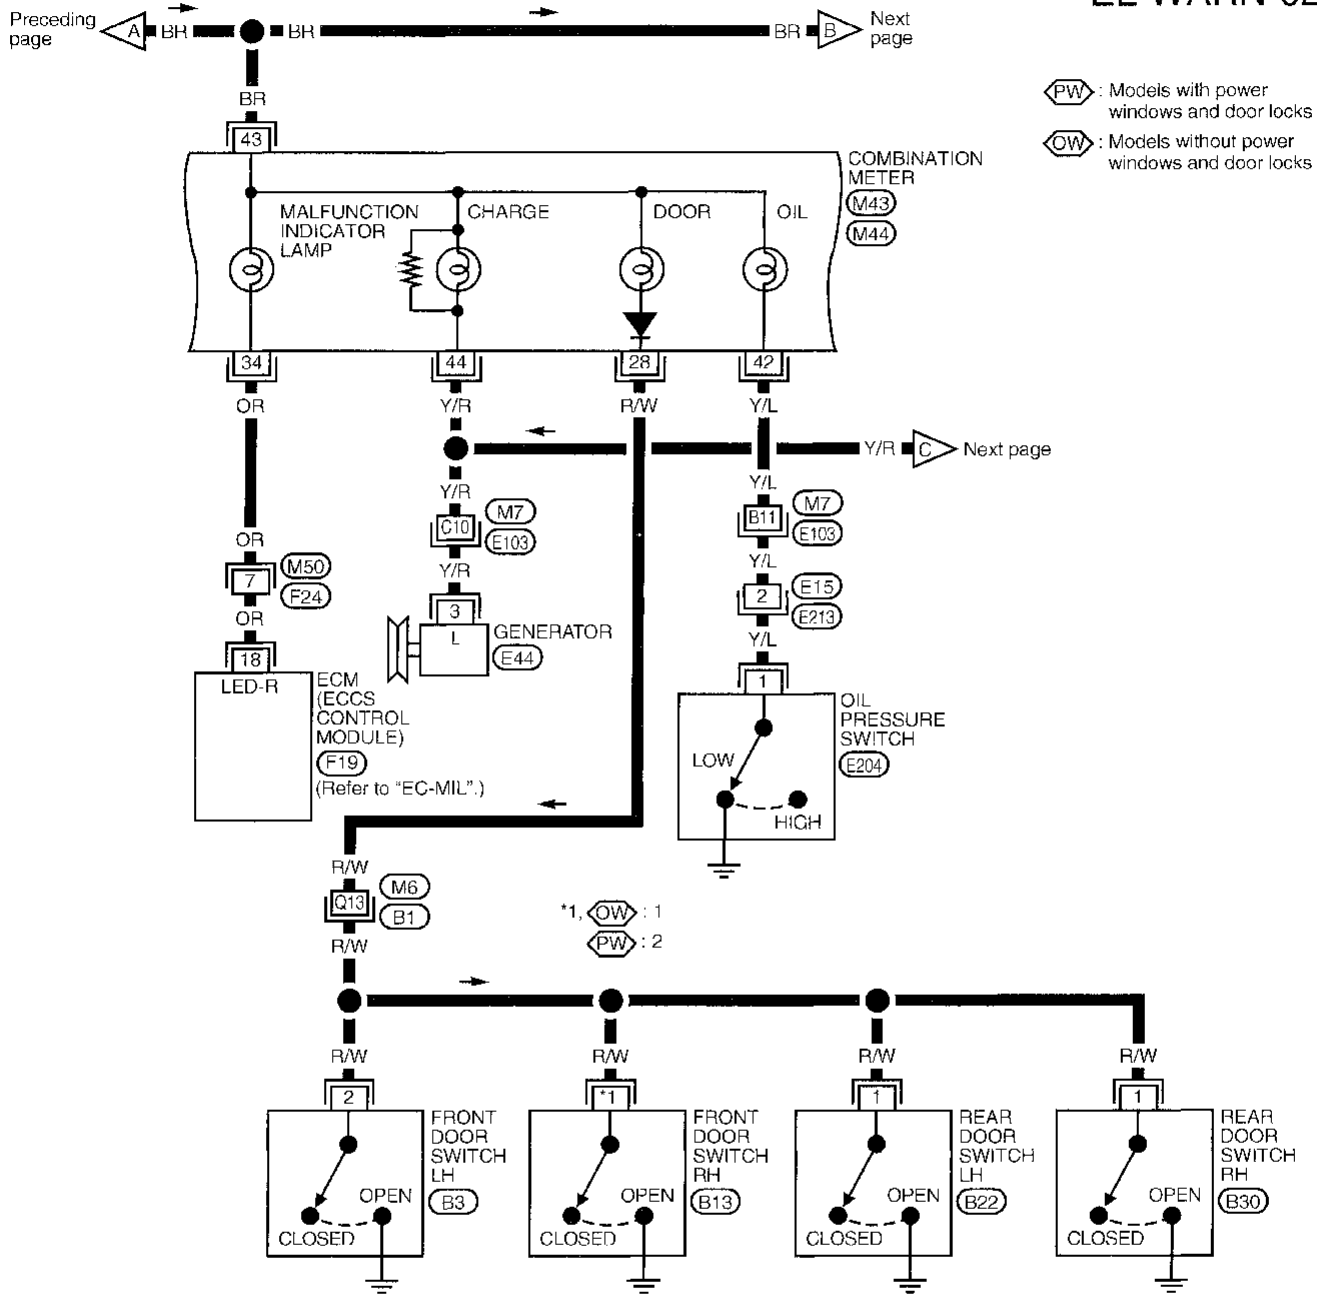 EL-WARN-02
Preceding
page
A
BR
BR
BR
B
Next
page
BR
43
PW : Models with power
windows and door locks
OW : Models without power
windows and door locks
COMBINATION
METER
M43
M44
MALFUNCTION
INDICATOR
LAMP
CHARGE
DOOR
OIL
34
44
28
42
OR
Y/R
R/W
Y/L
Y/R
C
Next page
Y/R
Y/L
C10
M7
E103
B11
M7
E103
OR
7
M50
F24
Y/R
Y/L
2
E15
E213
OR
3
L
GENERATOR
E44
Y/L
18
LED-R
ECM
(ECCS
CONTROL
MODULE)
F19
(Refer to "EC-MIL".)
1
OIL
PRESSURE
SWITCH
E204
LOW
HIGH
R/W
Q13
M6
B1
R/W
*1, OW : 1
PW : 2
R/W
R/W
R/W
R/W
2
*1
1
1
FRONT
DOOR
SWITCH
LH
B3
OPEN
CLOSED
FRONT
DOOR
SWITCH
RH
B13
OPEN
CLOSED
REAR
DOOR
SWITCH
LH
B22
OPEN
CLOSED
REAR
DOOR
SWITCH
RH
B30
OPEN
CLOSED